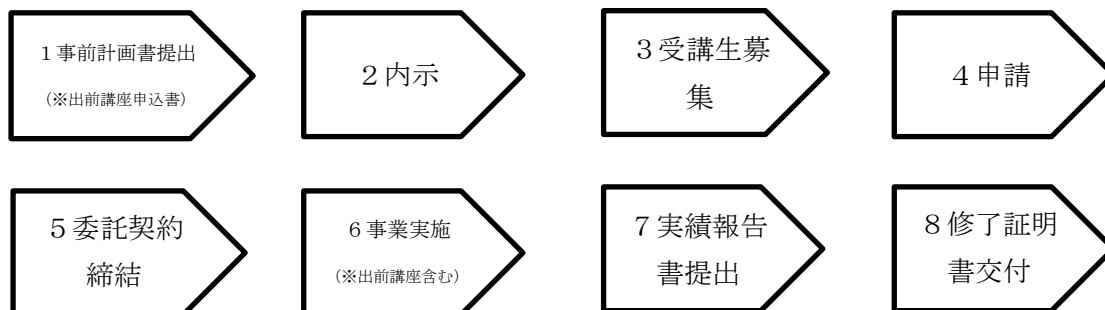 １事前計画書提出
(※出前講座申込書)
２内示
３受講生募
集
４申請
５委託契約
締結
６事業実施
(※出前講座含む)
７実績報告
書提出
８修了証明
書交付